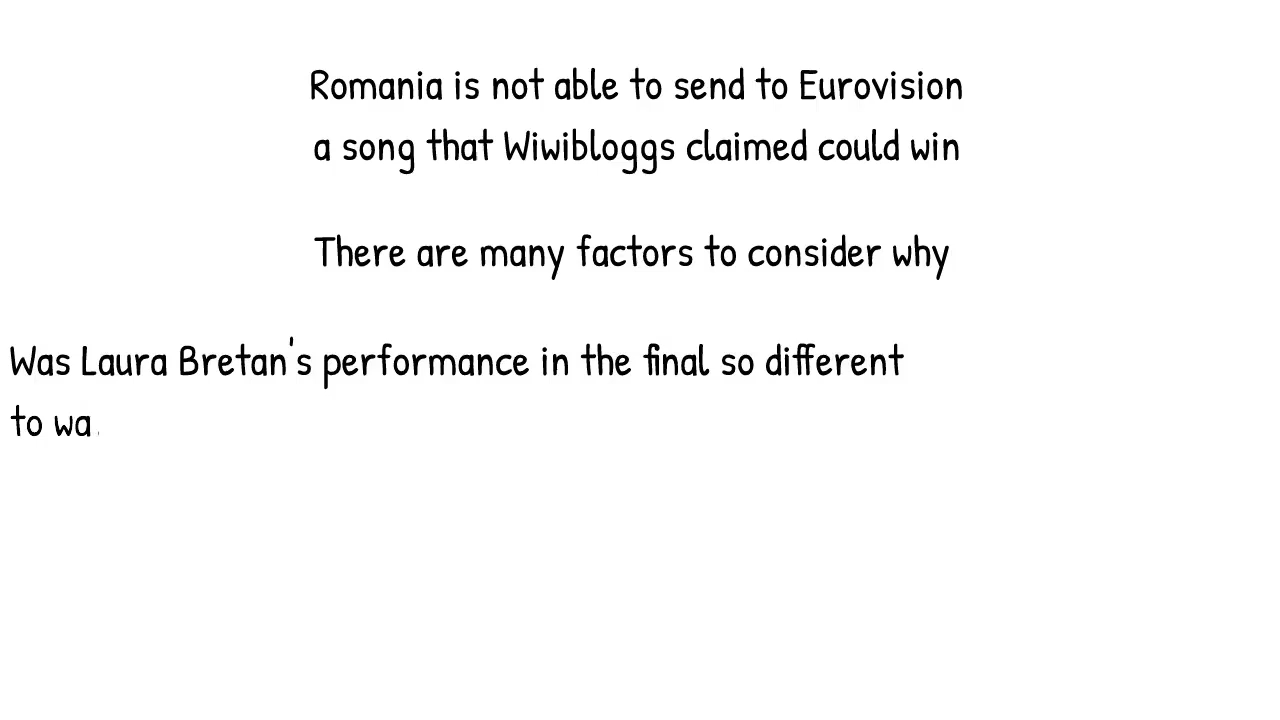 Romania is not able to send to Eurovision
a song that Wiwibloggs claimed could win
There are many factors to consider why
Was Laura Bretan's performance in the final so different
to wa